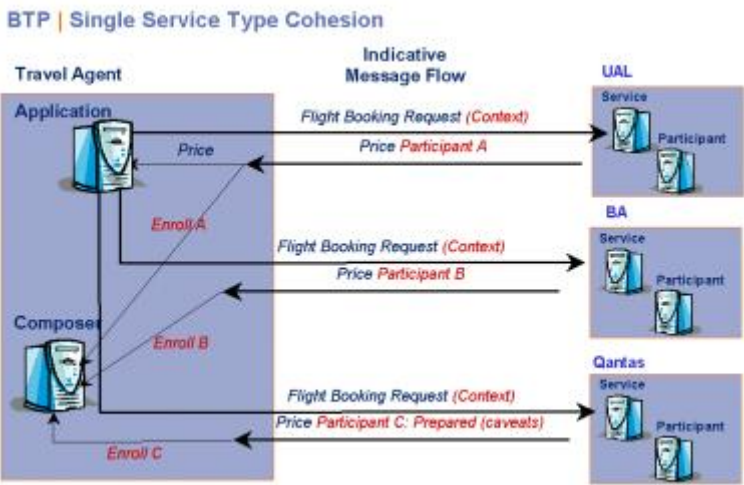 BTP | Single Service Type Cohesion
Indicative
Message Flow
Travel Agent
UAL
Application
Service
Flight Booking Request (Context)
Participant
Price
Price Participant A
Enroll A
BA
Service
Flight Booking Request (Context)
Price Participant B
Participant
Composer
Enroll B
Qantas
Service
Flight Booking Request (Context)
Price Participant C: Prepared (caveats)
Participant
Enroll C